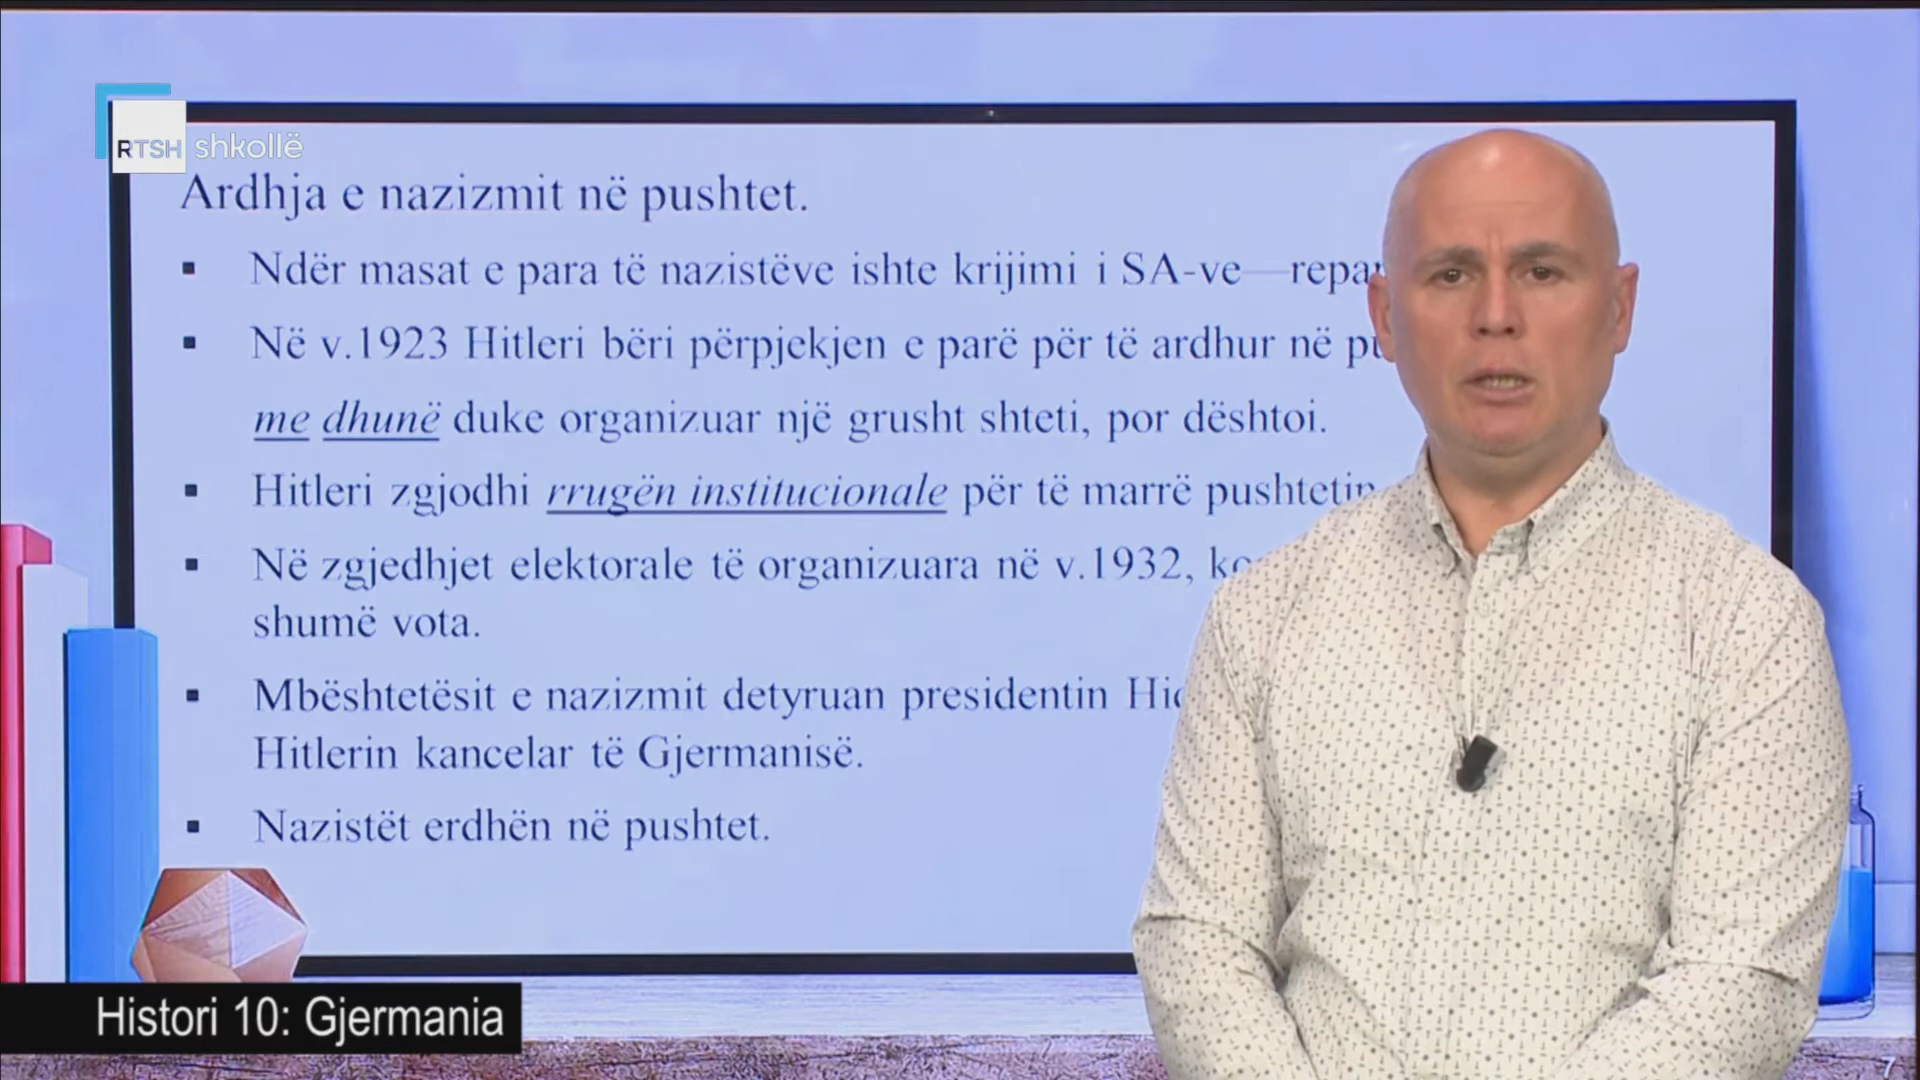 RTSH shkollë
Ardhja e nazizmit në pushtet.
▪ Ndër masat e para të nazistëve ishte krijimi i SA-ve—
▪ Në v.1923 Hitleri bëri përpjekjen e parë për të ardhur në
me dhunë duke organizuar një grusht shteti, por dështoi.
▪ Hitleri zgjodhi rrugën institucionale për të marrë pushtetin
▪ Në zgjedhjet elektorale të organizuara në v.1932,
shumë vota.
▪ Mbështetësit e nazizmit detyruan presidentin
Hitlerin kancelar të Gjermanisë.
▪ Nazistët erdhën në pushtet.
Histori 10: Gjermania
7